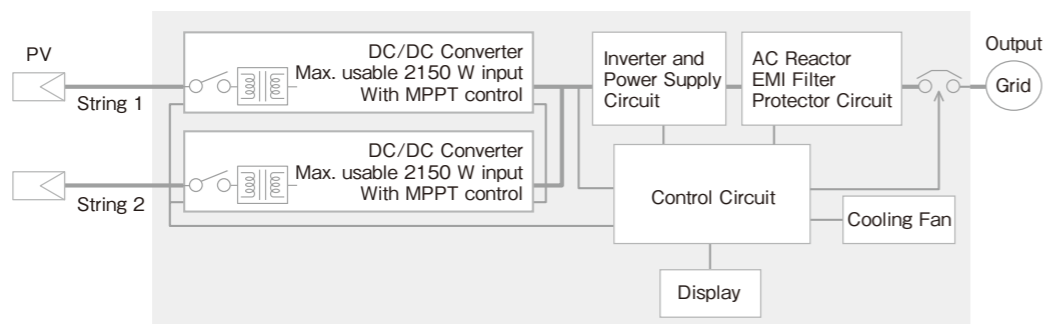 PV
String 1
String 2
DC/DC Converter
Max. usable 2150 W input
With MPPT control
DC/DC Converter
Max. usable 2150 W input
With MPPT control
Inverter and
Power Supply
Circuit
AC Reactor
EMI Filter
Protector Circuit
Output
Grid
Control Circuit
Cooling Fan
Display